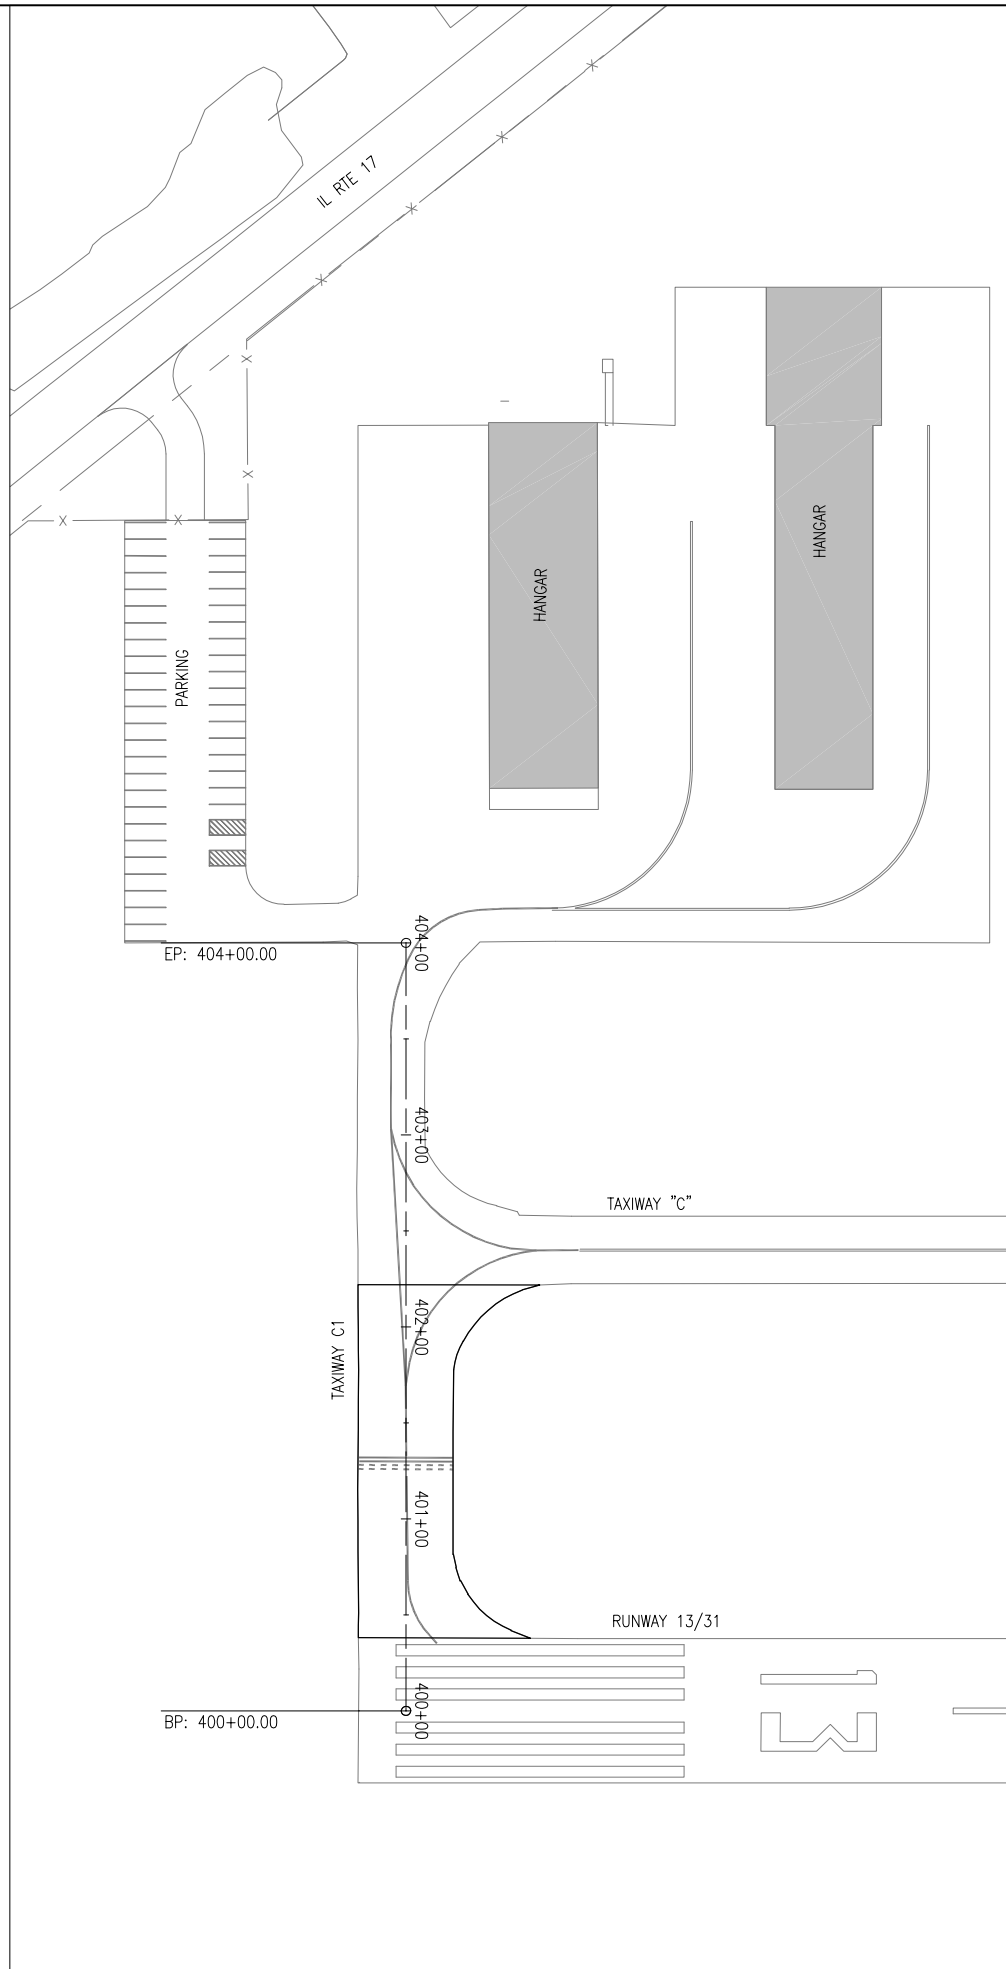 IL RTE 17
HANGAR
HANGAR
PARKING
404+00
EP: 404+00.00
403+00
TAXIWAY "C"
402+00
TAXIWAY C1
401+00
RUNWAY 13/31
400+00
BP: 400+00.00
13